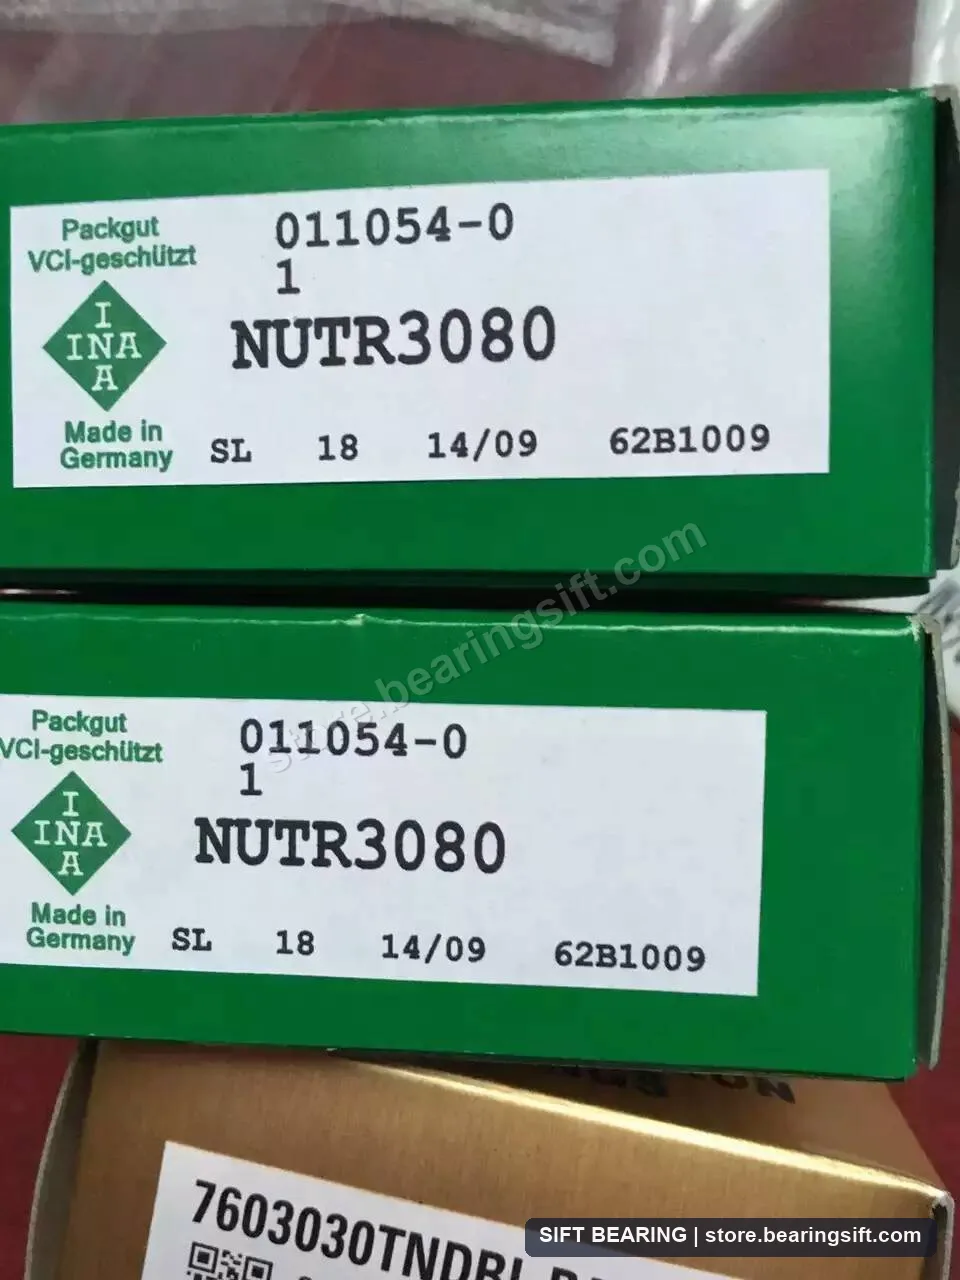 Packgut
VCI-geschützt
011054-0
1
I
INA
A
NUTR3080
Made in
Germany
SL 18 14/09 62B1009
store.bearingsift.com
Packgut
VCI-geschützt
011054-0
1
I
INA
A
NUTR3080
Made in
Germany
SL 18 14/09 62B1009
7603030TNDBL
SIFT BEARING | store.bearingsift.com